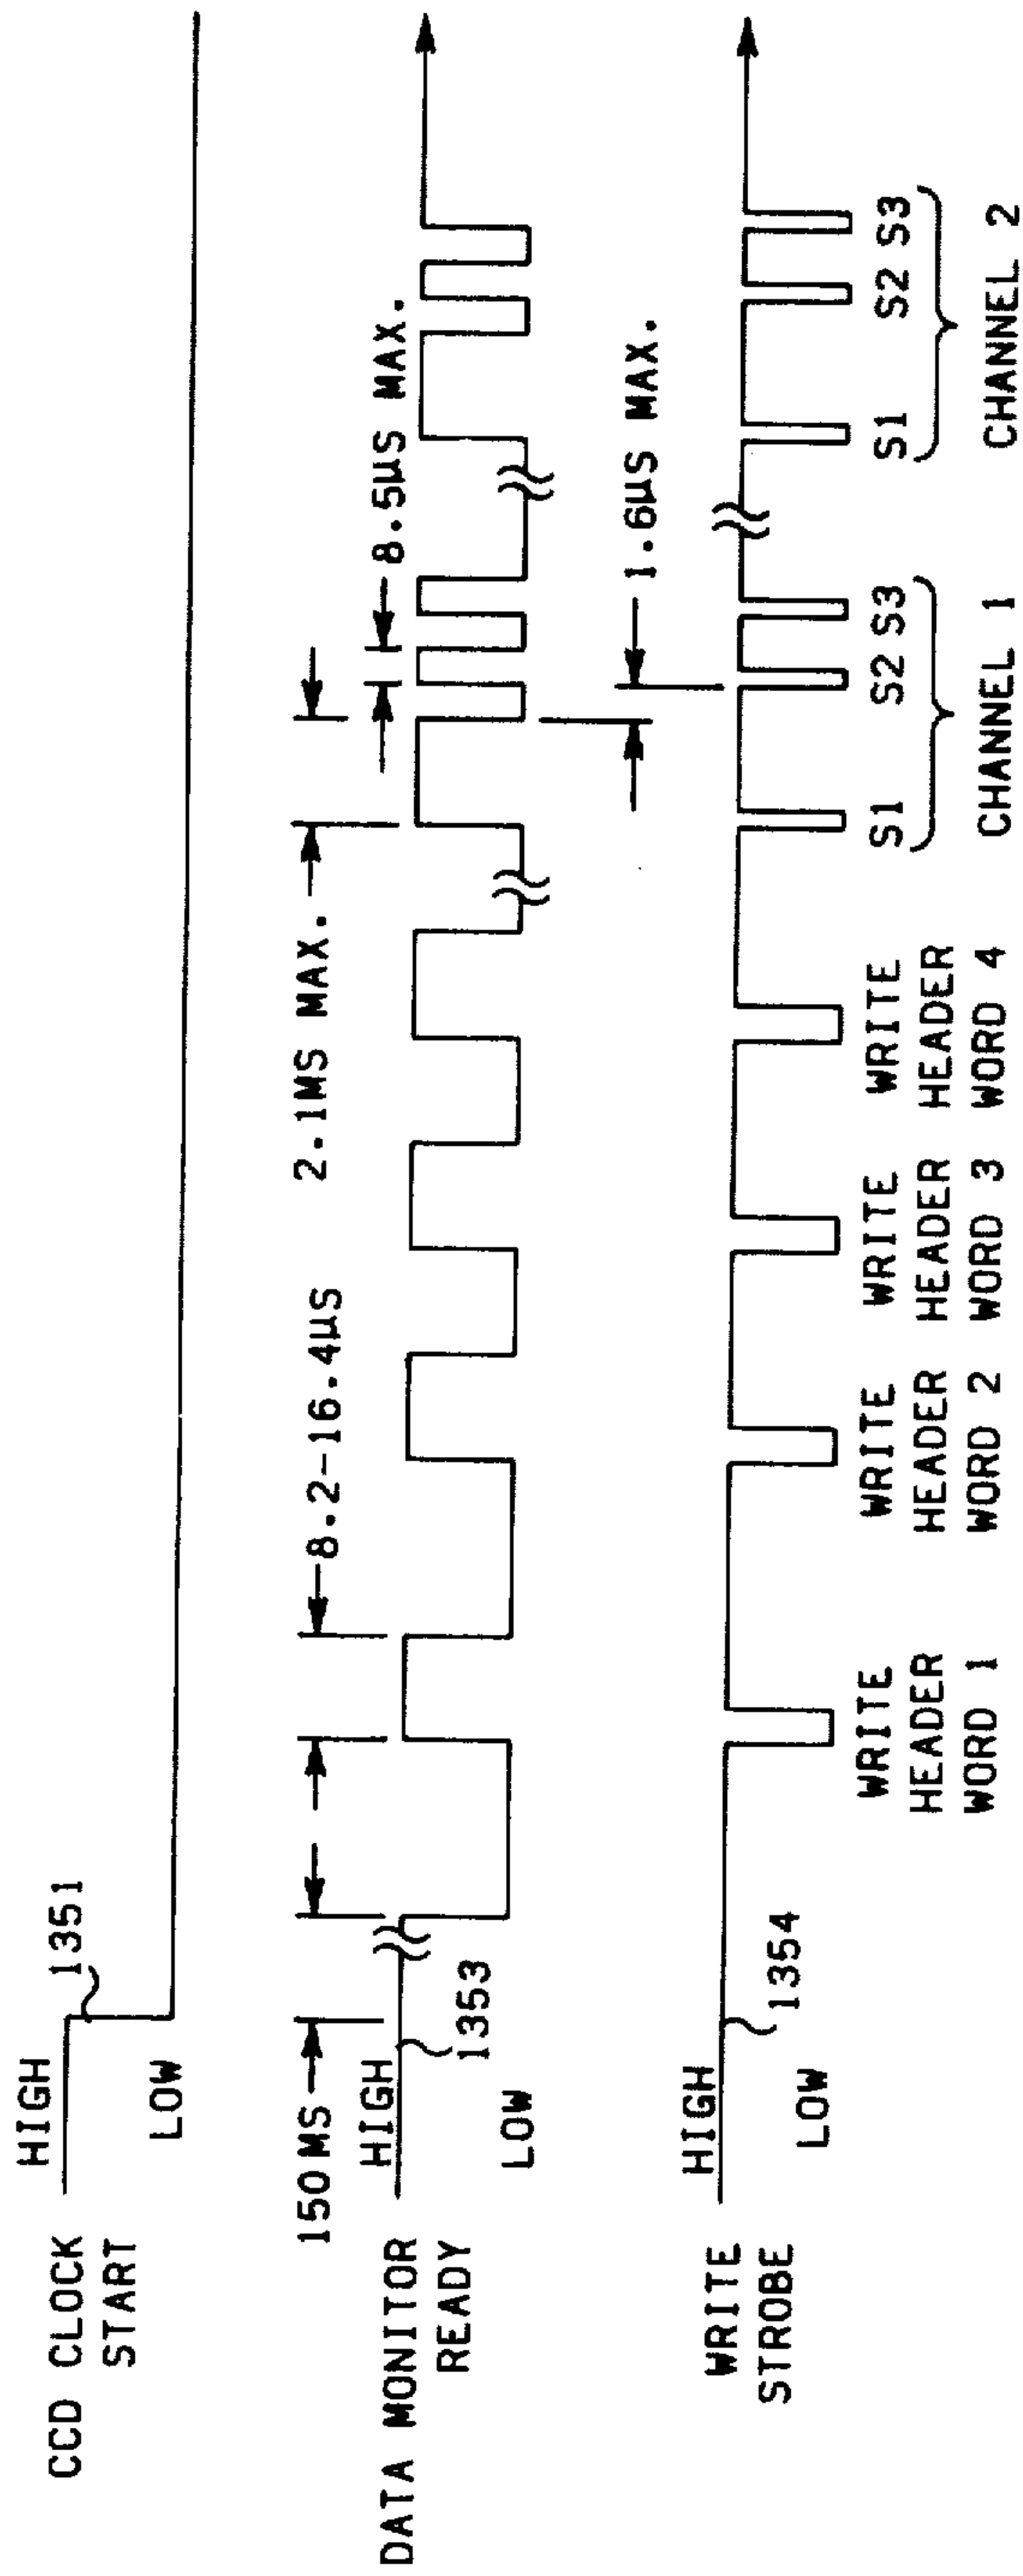 CCD CLOCK
START
HIGH
LOW
1351
150MS
8.2-16.4µS
2.1MS MAX.
8.5µS MAX.
DATA MONITOR
READY
HIGH
LOW
1353
1.6µS MAX.
WRITE
STROBE
HIGH
LOW
1354
WRITE
HEADER
WORD 1
WRITE
HEADER
WORD 2
WRITE
HEADER
WORD 3
WRITE
HEADER
WORD 4
S1 S2 S3
CHANNEL 1
S1 S2 S3
CHANNEL 2